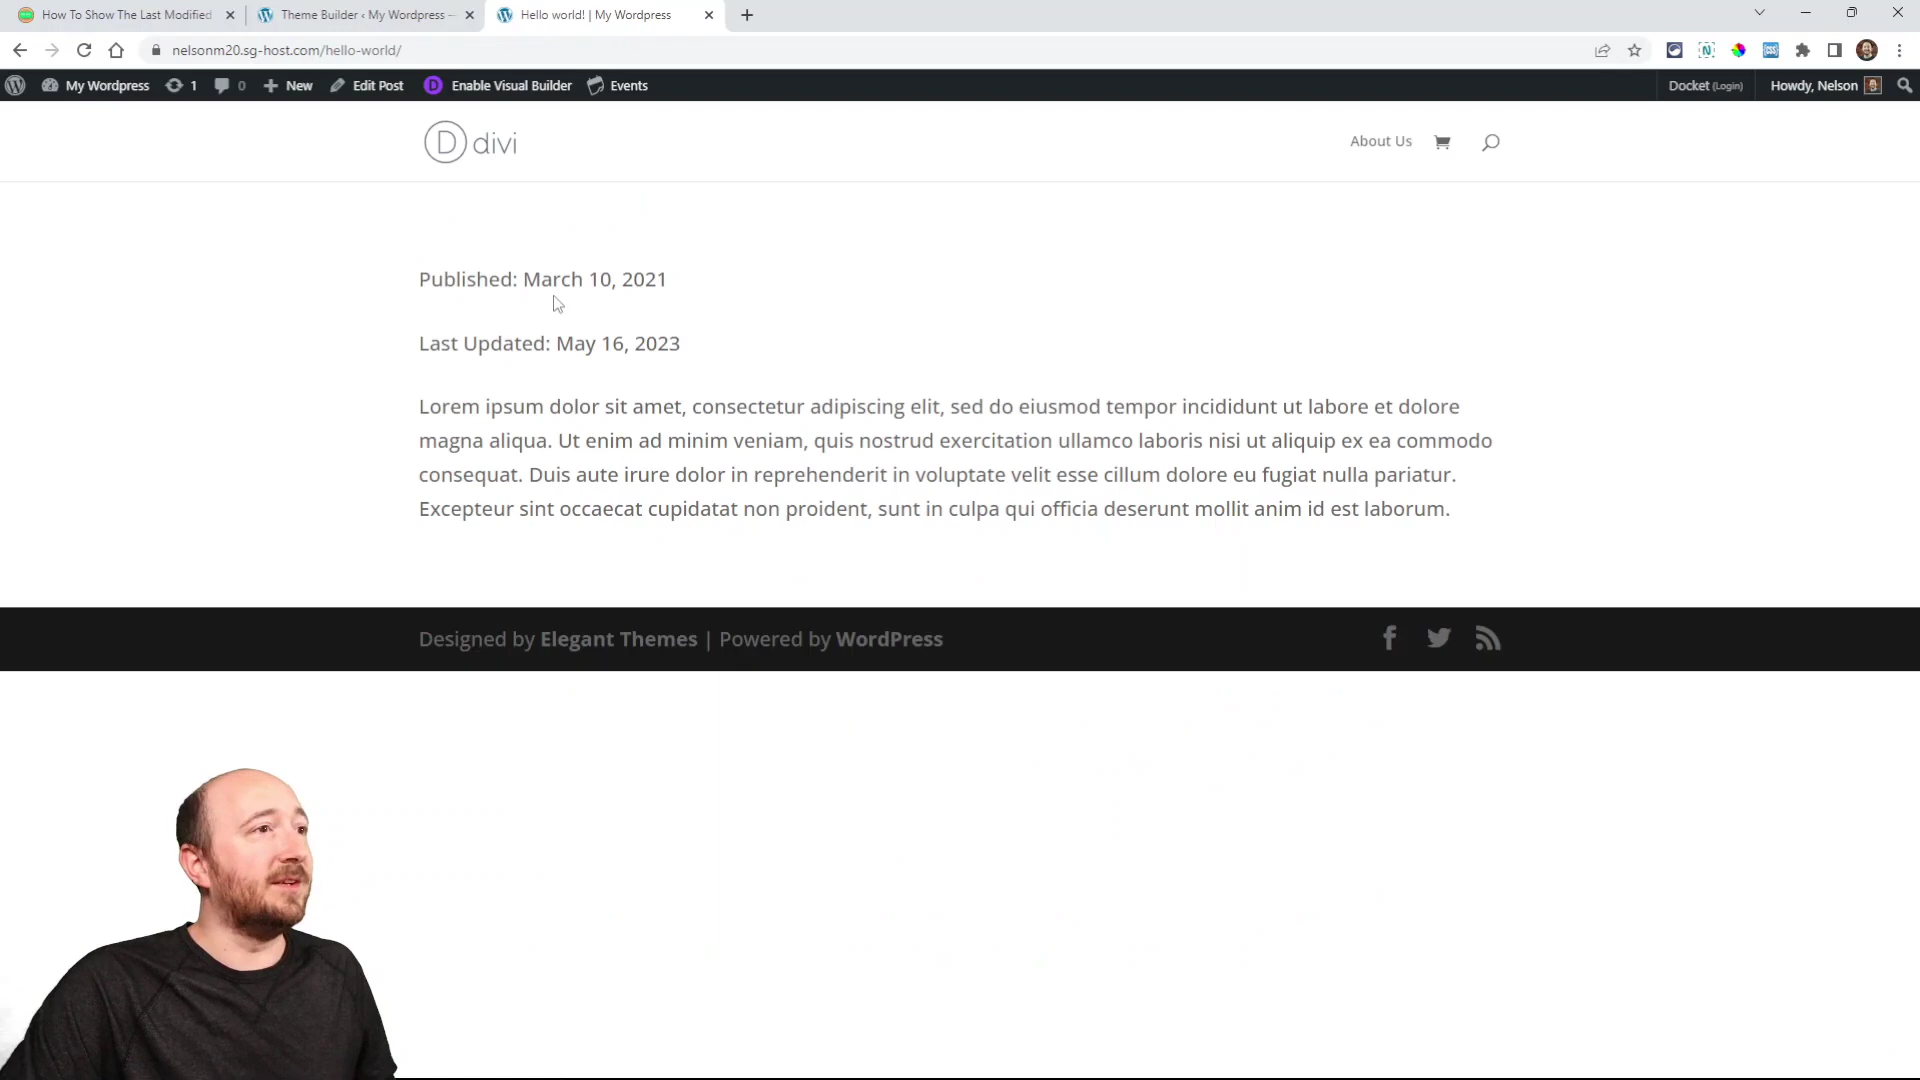 How To Show The Last Modified
Theme Builder ‹ My Wordpress —
Hello world! | My Wordpress
nelsonm20.sg-host.com/hello-world/
My Wordpress
1
0
New
Edit Post
D
Enable Visual Builder
Events
Docket (Login)
Howdy, Nelson
D divi
About Us
Published: March 10, 2021
Last Updated: May 16, 2023
Lorem ipsum dolor sit amet, consectetur adipiscing elit, sed do eiusmod tempor incididunt ut labore et dolore
magna aliqua. Ut enim ad minim veniam, quis nostrud exercitation ullamco laboris nisi ut aliquip ex ea commodo
consequat. Duis aute irure dolor in reprehenderit in voluptate velit esse cillum dolore eu fugiat nulla pariatur.
Excepteur sint occaecat cupidatat non proident, sunt in culpa qui officia deserunt mollit anim id est laborum.
Designed by Elegant Themes | Powered by WordPress